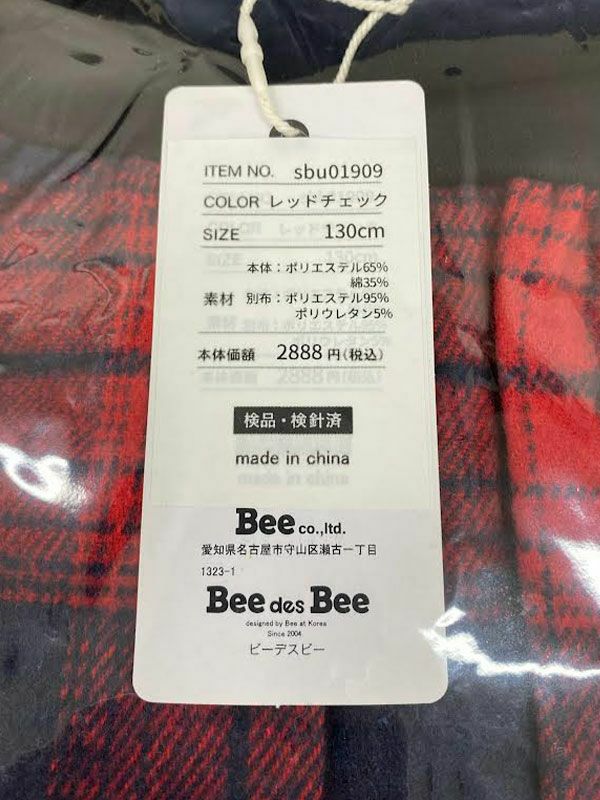 ITEM NO. sbu01909
COLOR レッドチェック
SIZE 130cm
本体：ポリエステル65%
綿35%
素材 別布：ポリエステル95%
ポリウレタン5%
本体価額 2888円(税込)
検品・検針済
made in china
Bee co.,ltd.
愛知県名古屋市守山区瀬古一丁目
1323-1
Bee des Bee
designed by Bee at Korea
Since 2004
ビーデスビー